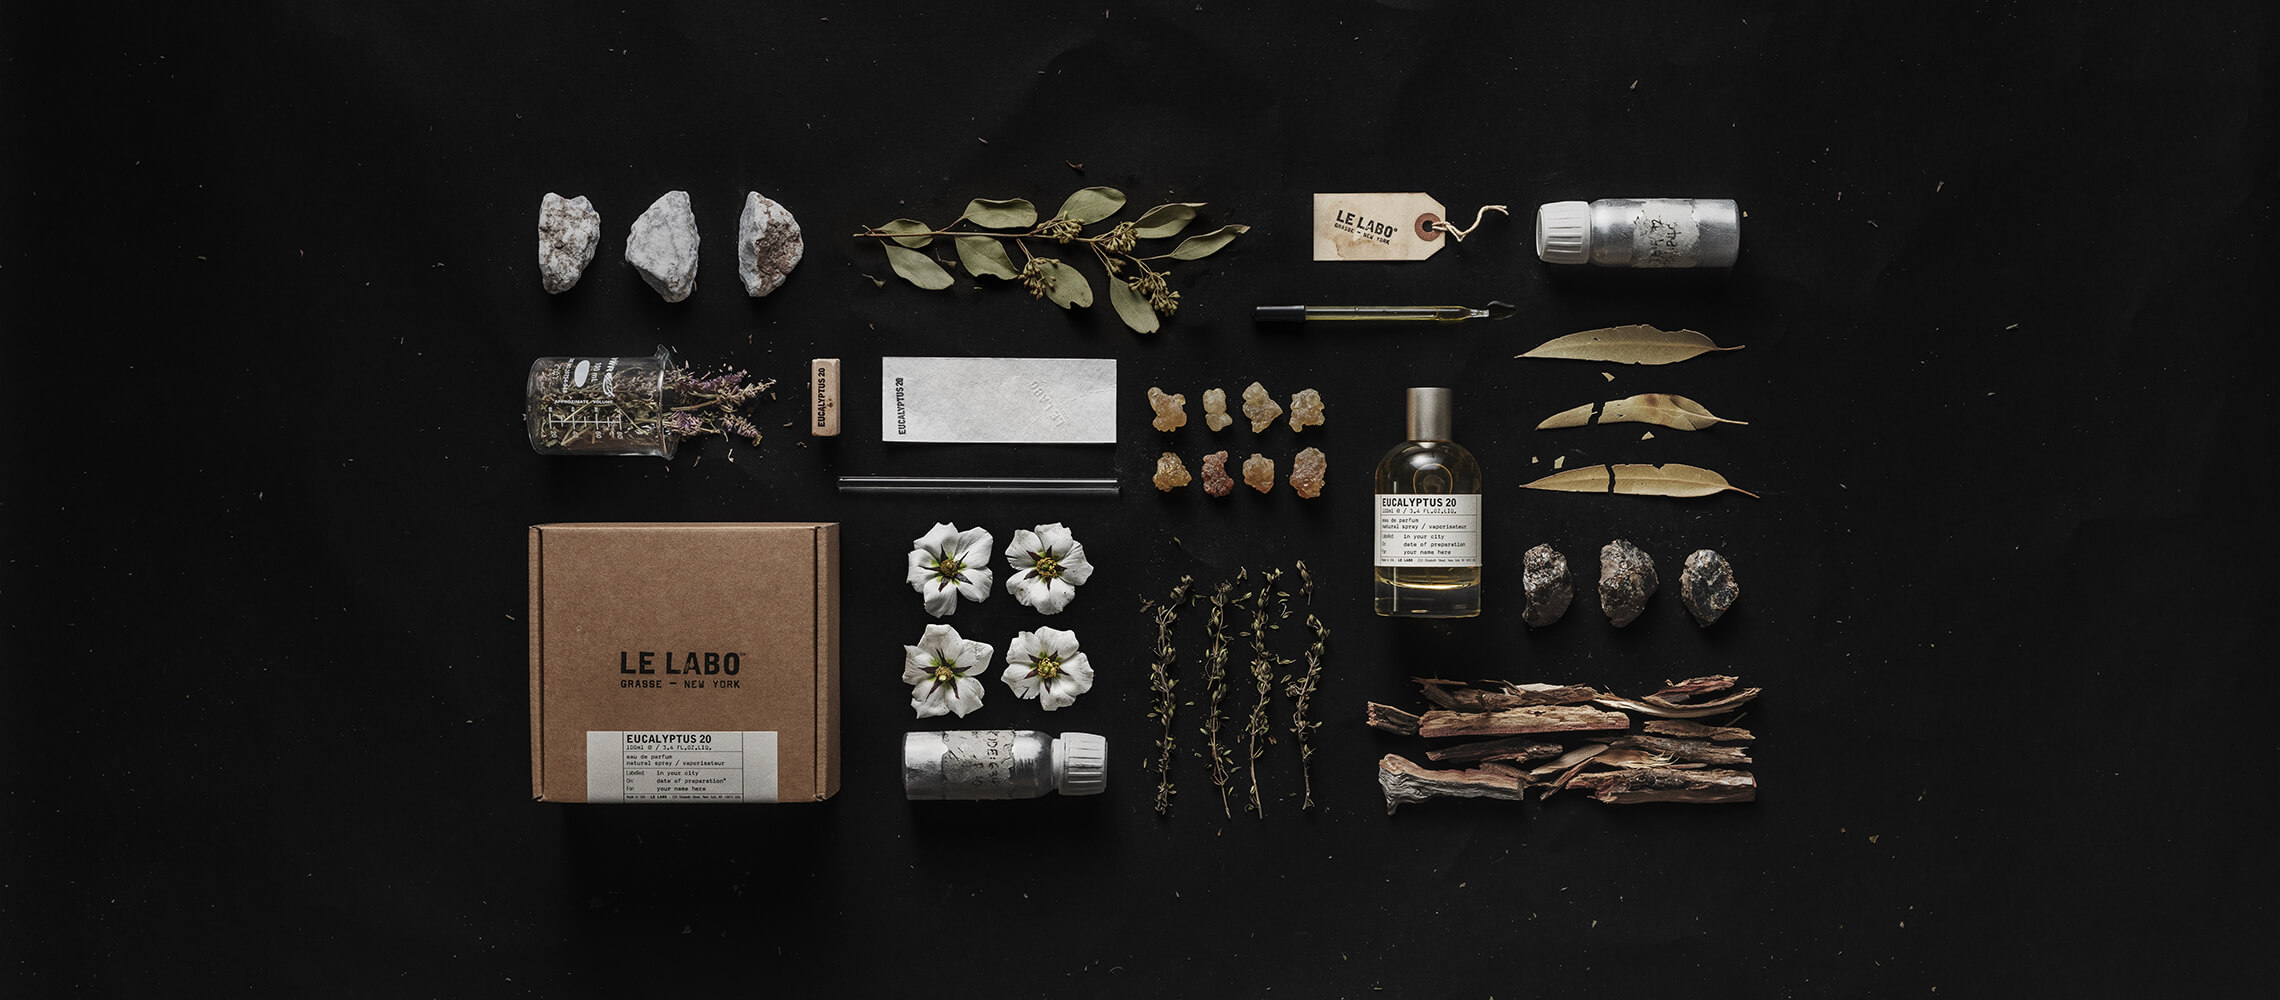 LE LABO
GRASSE — NEW YORK
100 mL
APPROXIMATE VOLUME
EUCALYPTUS 20
EUCALYPTUS 20
LE LABO
EUCALYPTUS 20
100ml ℮ / 3,4 FL.OZ.LIQ.
eau de parfum
natural spray / vaporisateur
Labelled in your city
On: date of preparation
For: your name here
LE LABO™
GRASSE — NEW YORK
EUCALYPTUS 20
100ml ℮ / 3,4 FL.OZ.LIQ.
eau de parfum
natural spray / vaporisateur
Labelled in your city
On: date of preparation*
For: your name here